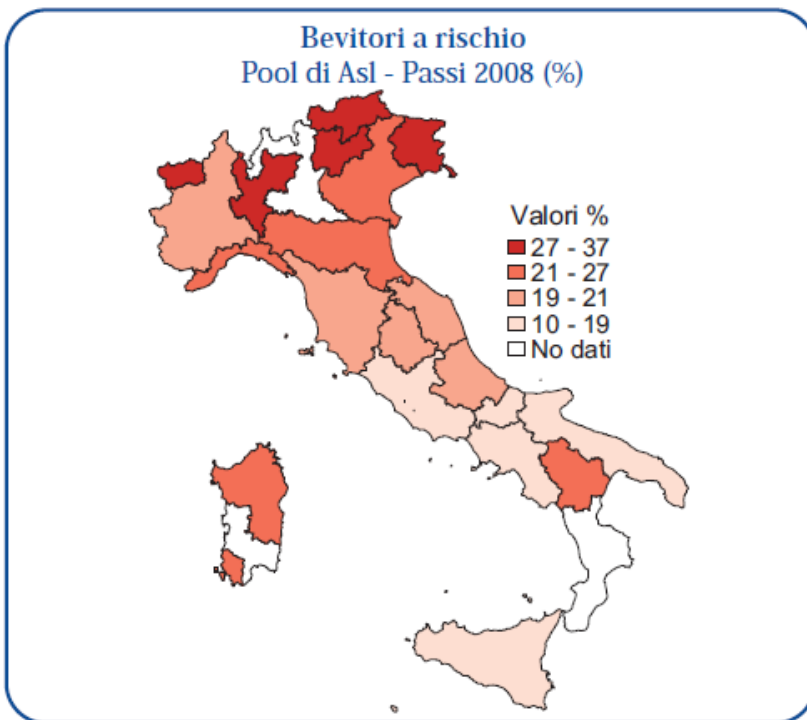 Bevitori a rischio
Pool di Asl - Passi 2008 (%)
Valori %
27 - 37
21 - 27
19 - 21
10 - 19
No dati